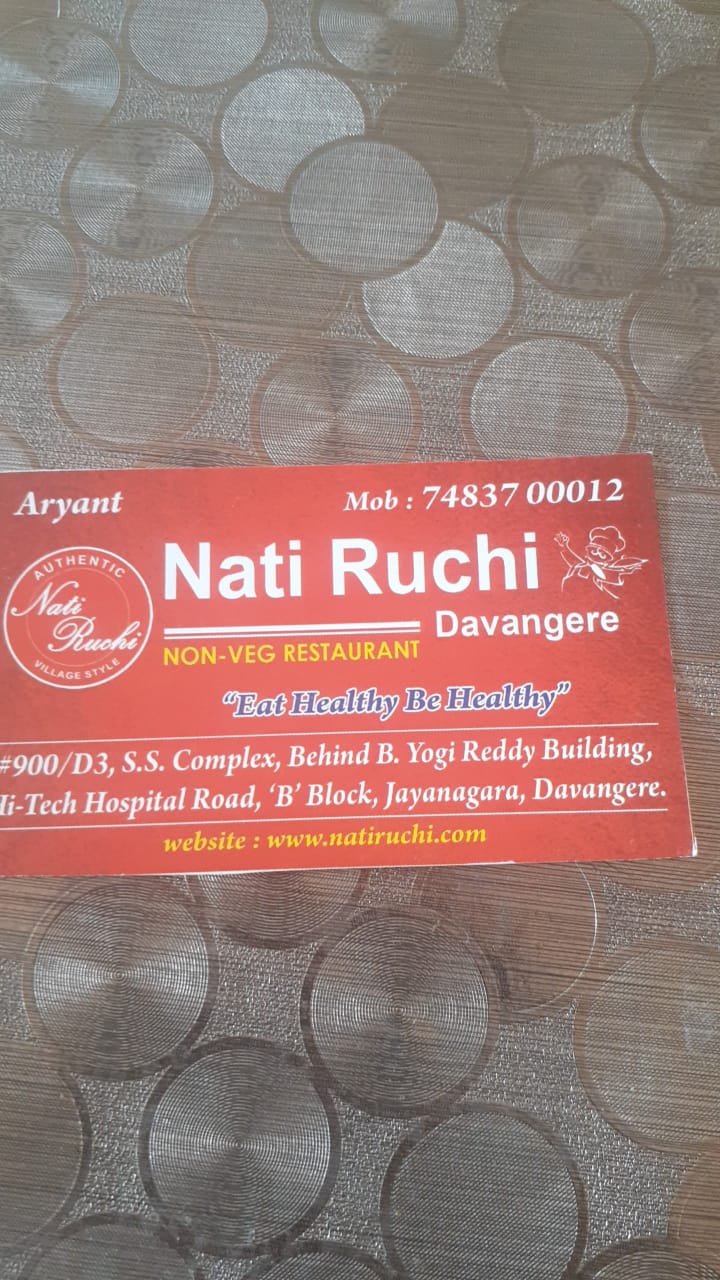 Aryant
Mob : 74837 00012
AUTHENTIC
Nati
Ruchi
VILLAGE STYLE
Nati Ruchi
Davangere
NON-VEG RESTAURANT
“Eat Healthy Be Healthy”
#900/D3, S.S. Complex, Behind B. Yogi Reddy Building,
Hi-Tech Hospital Road, ‘B’ Block, Jayanagara, Davangere.
website : www.natiruchi.com